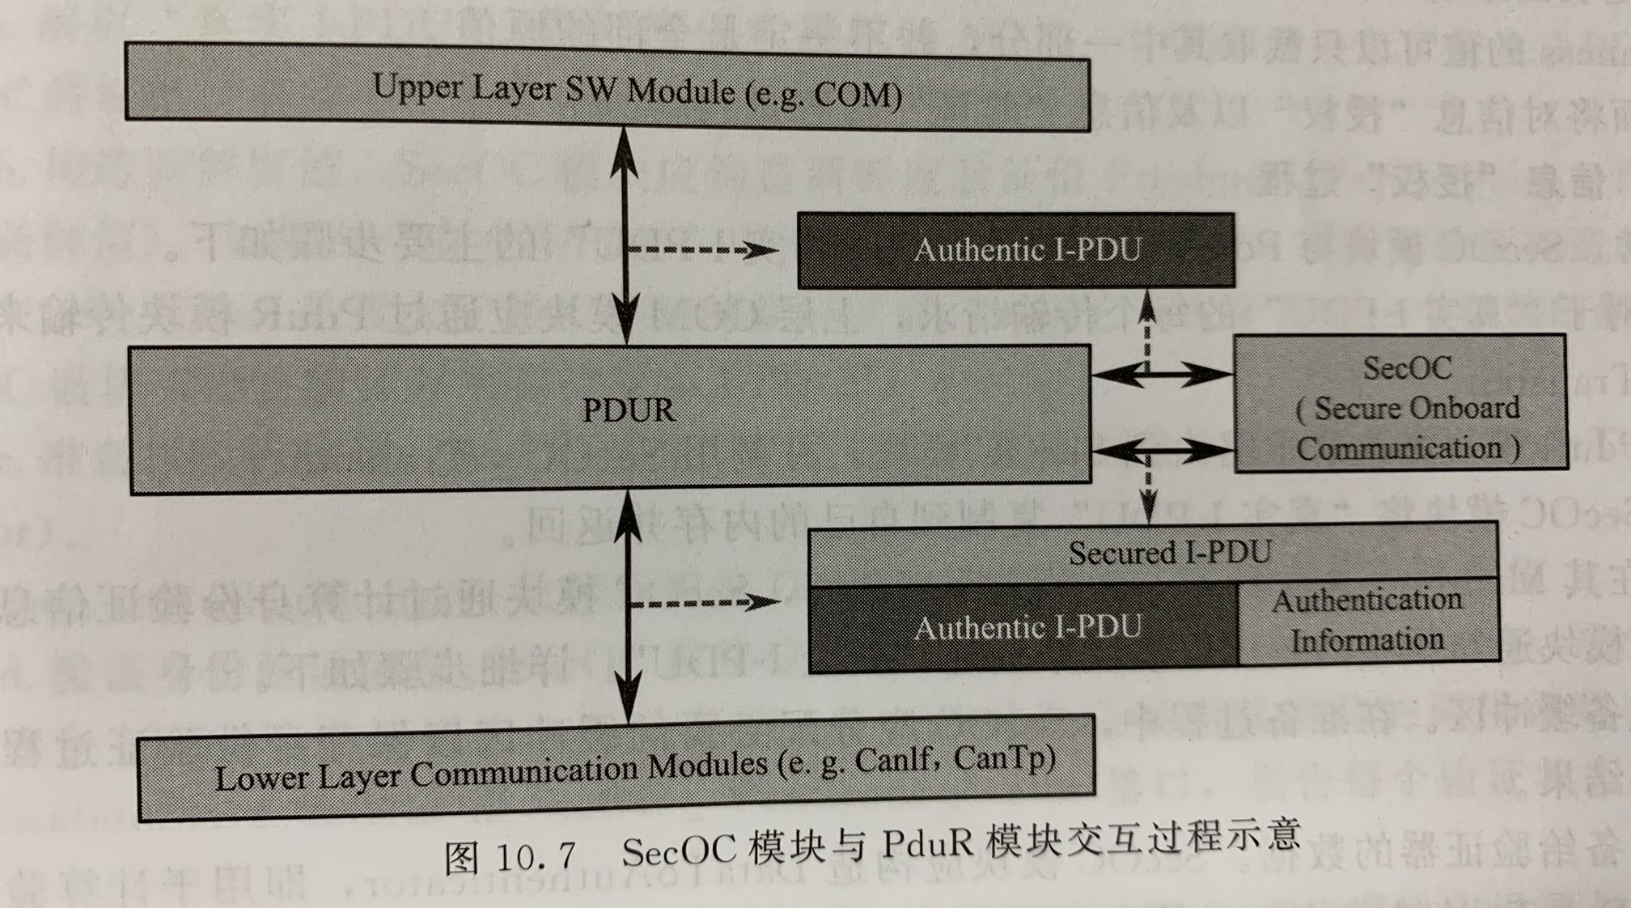 Upper Layer SW Module (e.g. COM)
Authentic I-PDU
PDUR
SecOC
( Secure Onboard
Communication )
Secured I-PDU
Authentic I-PDU
Authentication
Information
Lower Layer Communication Modules (e. g. CanIf, CanTp)
图 10.7 SecOC 模块与 PduR 模块交互过程示意